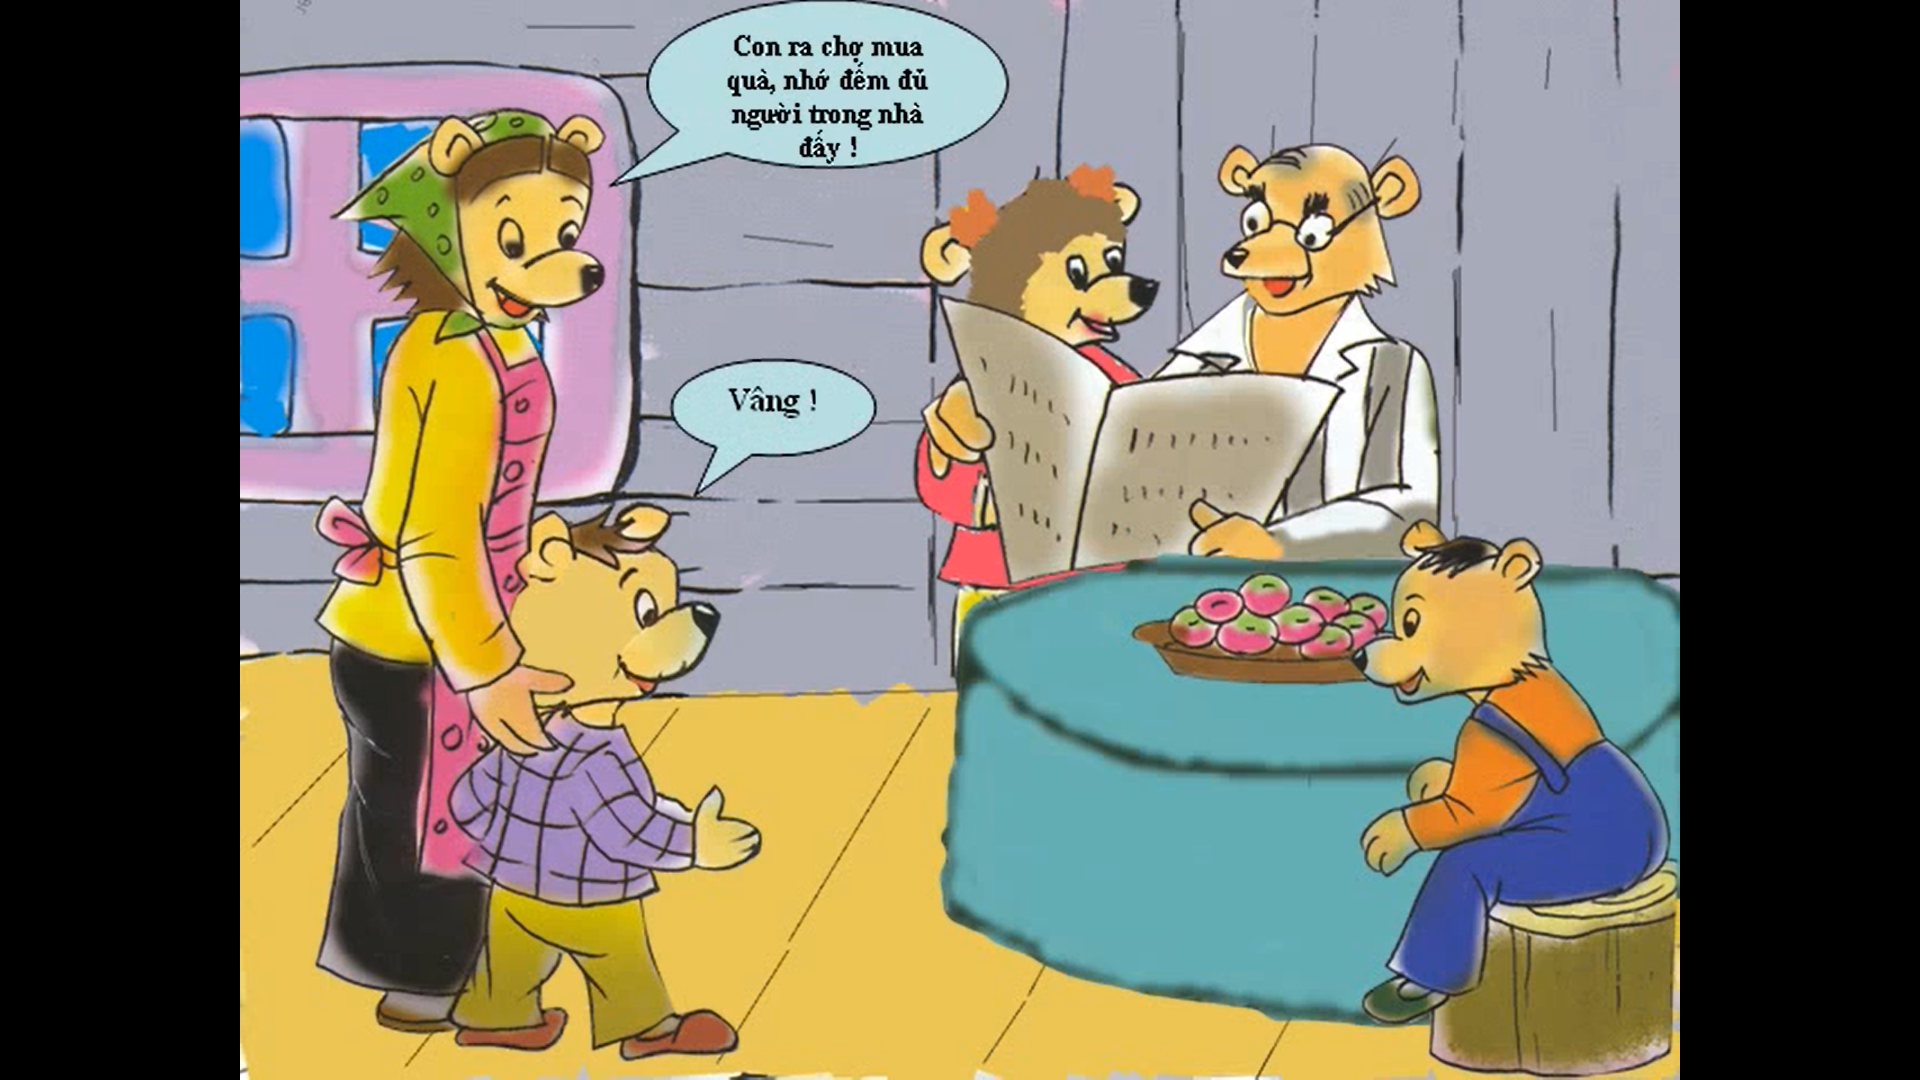 Con ra chợ mua
quà, nhớ đếm đủ
người trong nhà
đấy !
Vâng !